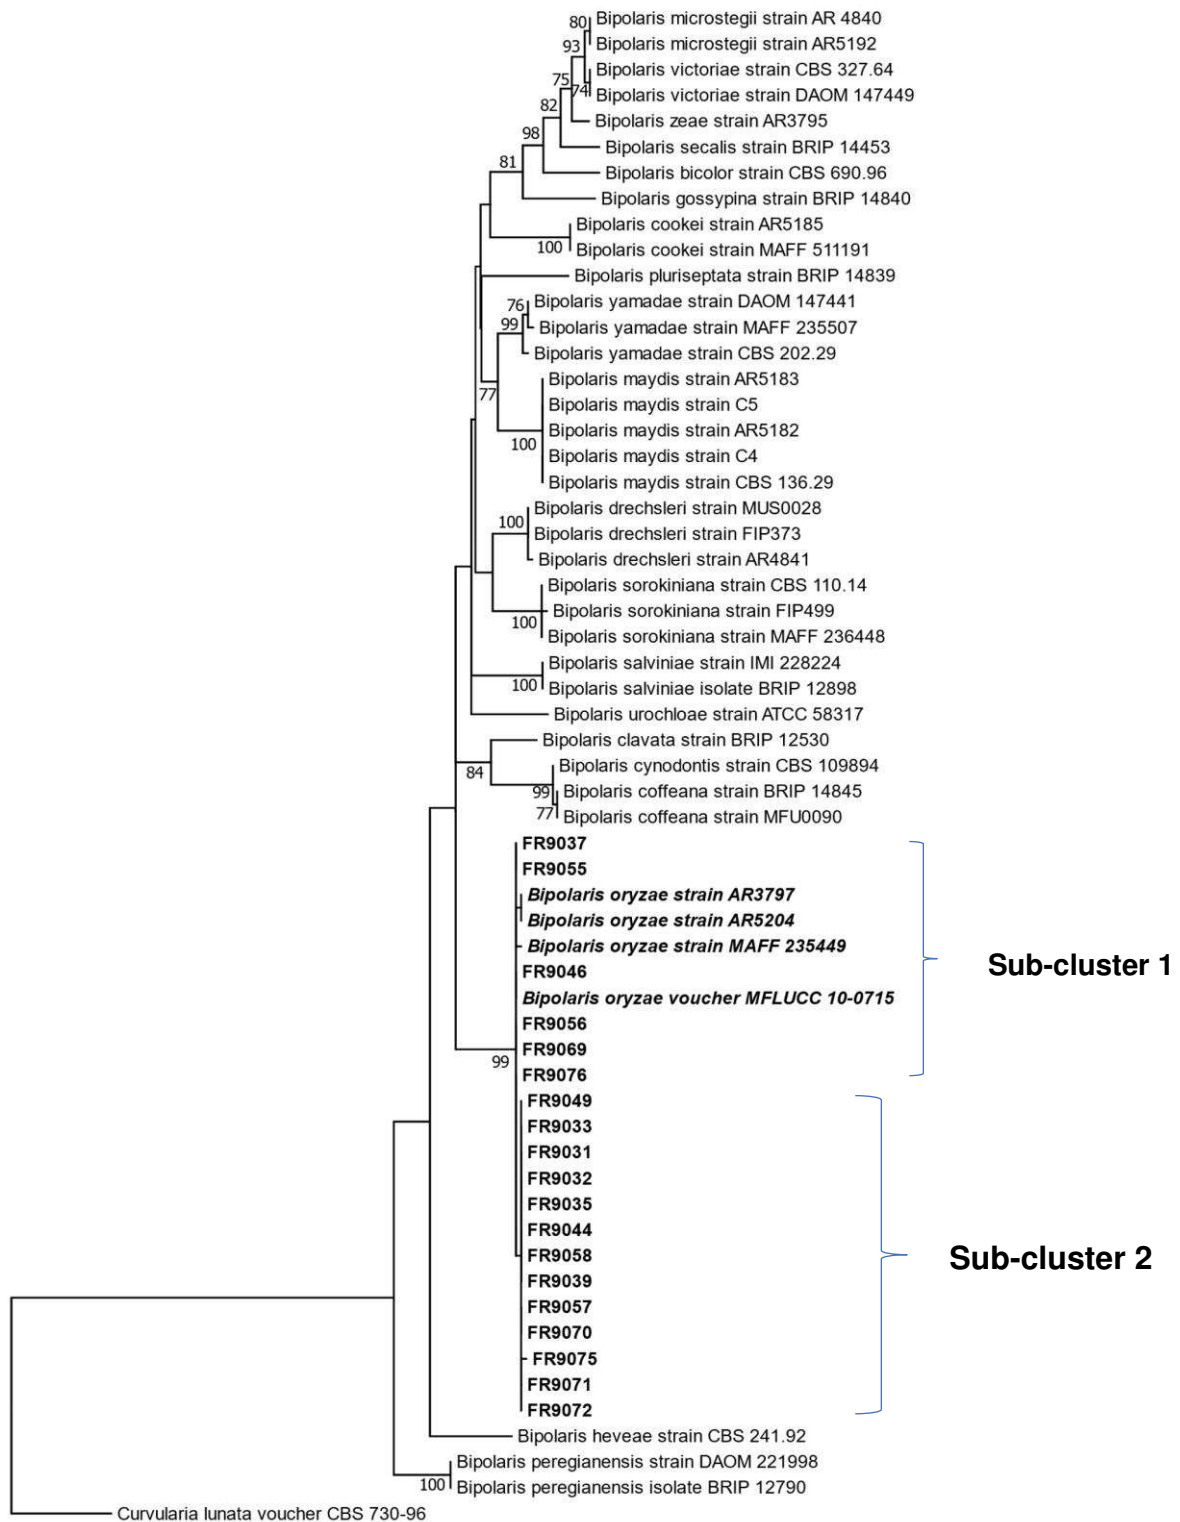 80
Bipolaris microstegii strain AR 4840
Bipolaris microstegii strain AR5192
93
Bipolaris victoriae strain CBS 327.64
75
74
Bipolaris victoriae strain DAOM 147449
82
Bipolaris zeae strain AR3795
98
Bipolaris secalis strain BRIP 14453
81
Bipolaris bicolor strain CBS 690.96
Bipolaris gossypina strain BRIP 14840
Bipolaris cookei strain AR5185
100
Bipolaris cookei strain MAFF 511191
Bipolaris pluriseptata strain BRIP 14839
76
Bipolaris yamadae strain DAOM 147441
99
Bipolaris yamadae strain MAFF 235507
Bipolaris yamadae strain CBS 202.29
77
Bipolaris maydis strain AR5183
Bipolaris maydis strain C5
Bipolaris maydis strain AR5182
100
Bipolaris maydis strain C4
Bipolaris maydis strain CBS 136.29
Bipolaris drechsleri strain MUS0028
100
Bipolaris drechsleri strain FIP373
Bipolaris drechsleri strain AR4841
Bipolaris sorokiniana strain CBS 110.14
Bipolaris sorokiniana strain FIP499
100
Bipolaris sorokiniana strain MAFF 236448
Bipolaris salviniae strain IMI 228224
100
Bipolaris salviniae isolate BRIP 12898
Bipolaris urochloae strain ATCC 58317
Bipolaris clavata strain BRIP 12530
84
Bipolaris cynodontis strain CBS 109894
99
Bipolaris coffeana strain BRIP 14845
77
Bipolaris coffeana strain MFU0090
FR9037
FR9055
Bipolaris oryzae strain AR3797
Bipolaris oryzae strain AR5204
Bipolaris oryzae strain MAFF 235449
Sub-cluster 1
FR9046
Bipolaris oryzae voucher MFLUCC 10-0715
FR9056
FR9069
99
FR9076
FR9049
FR9033
FR9031
FR9032
FR9035
FR9044
FR9058
Sub-cluster 2
FR9039
FR9057
FR9070
FR9075
FR9071
FR9072
Bipolaris heveae strain CBS 241.92
Bipolaris peregianensis strain DAOM 221998
100
Bipolaris peregianensis isolate BRIP 12790
Curvularia lunata voucher CBS 730-96